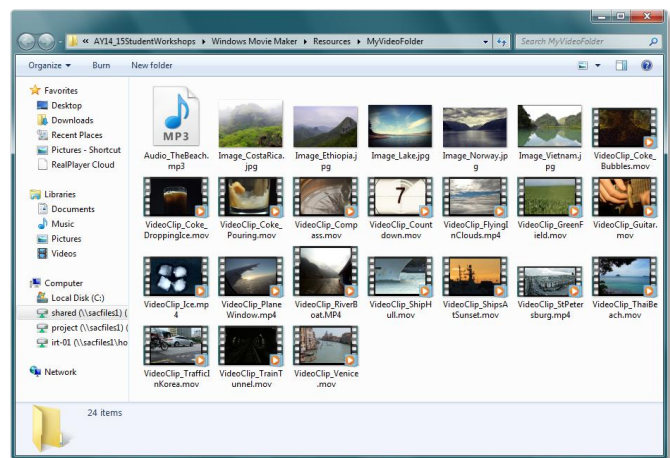 « AY14_15StudentWorkshops ▸ Windows Movie Maker ▸ Resources ▸ MyVideoFolder
Search MyVideoFolder
Organize
Burn
New folder
Favorites
Desktop
Downloads
Recent Places
Pictures - Shortcut
RealPlayer Cloud
Libraries
Documents
Music
Pictures
Videos
Computer
Local Disk (C:)
shared (\\sacfiles1) (
project (\\sacfiles1) (
irt-01 (\\sacfiles1\ho
Network
MP3
Audio_TheBeach.
mp3
Image_CostaRica.
jpg
Image_Ethiopia.j
pg
Image_Lake.jpg
Image_Norway.jp
g
Image_Vietnam.j
pg
VideoClip_Coke_
Bubbles.mov
VideoClip_Coke_
DroppingIce.mov
VideoClip_Coke_
Pouring.mov
VideoClip_Comp
ass.mov
7
VideoClip_Count
down.mov
VideoClip_FlyingI
nClouds.mp4
VideoClip_GreenF
ield.mov
VideoClip_Guitar.
mov
VideoClip_Ice.mp
4
VideoClip_Plane
Window.mp4
VideoClip_RiverB
oat.MP4
VideoClip_ShipH
ull.mov
VideoClip_ShipsA
tSunset.mov
VideoClip_StPeter
sburg.mp4
VideoClip_ThaiBe
ach.mov
VideoClip_TrafficI
nKorea.mov
VideoClip_TrainT
unnel.mov
VideoClip_Venice
.mov
24 items